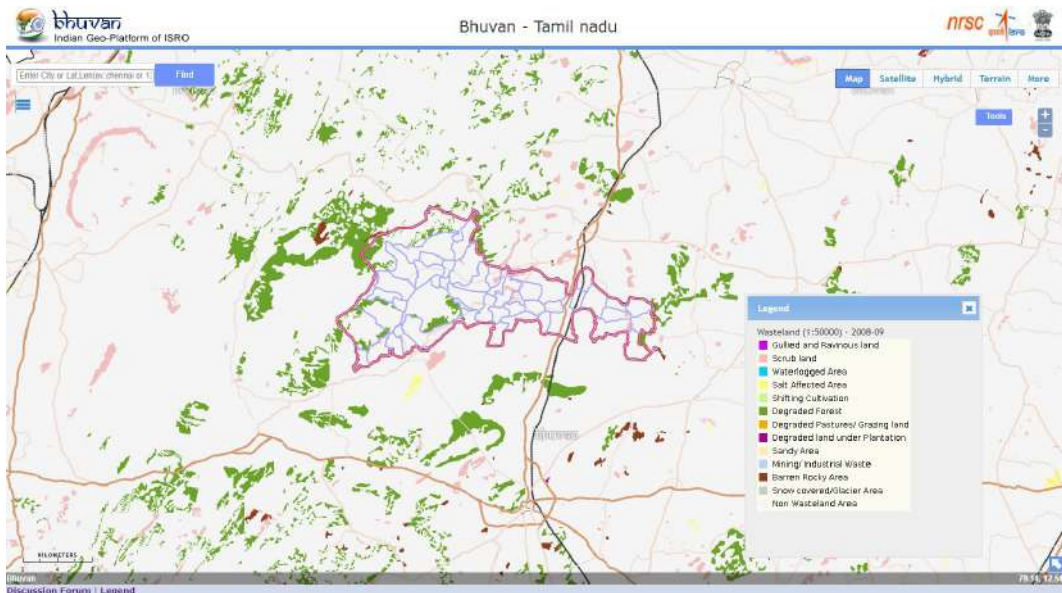 bhuvan
Indian Geo-Platform of ISRO
Bhuvan - Tamil nadu
nrsc
Find
Map Satellite Hybrid Terrain More
Tools
+
-
Legend
Wasteland (1:50000) - 2008-09
Gullied and Ravinous land
Scrub land
Waterlogged Area
Salt Affected Area
Shifting Cultivation
Degraded Forest
Degraded Pastures/ Grazing land
Degraded land under Plantation
Sandy Area
Mining/ Industrial Waste
Barren Rocky Area
Snow covered/Glacier Area
Non Wasteland Area
KILOMETERS
Bhuvan
Discussion Forum | Legend